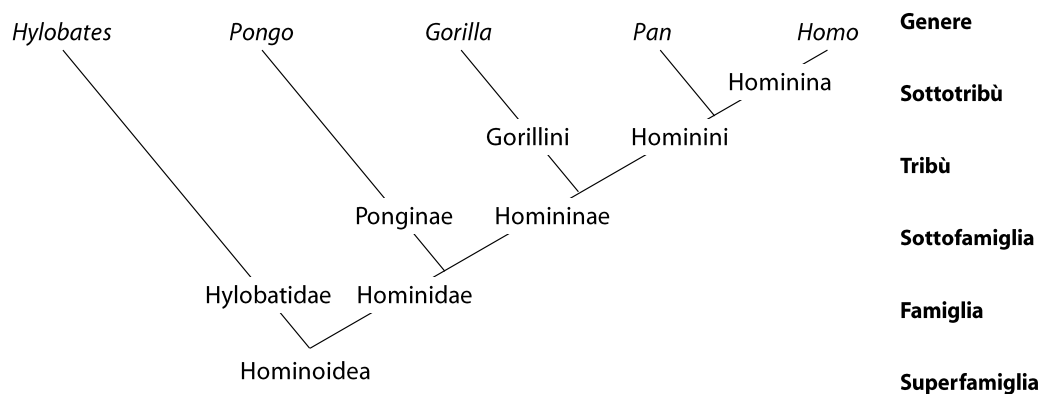 Hylobates Pongo Gorilla Pan Homo Genere
Hominina
Sottotribù
Gorillini Hominini
Tribù
Ponginae Homininae
Sottofamiglia
Hylobatidae Hominidae
Famiglia
Hominoidea
Superfamiglia